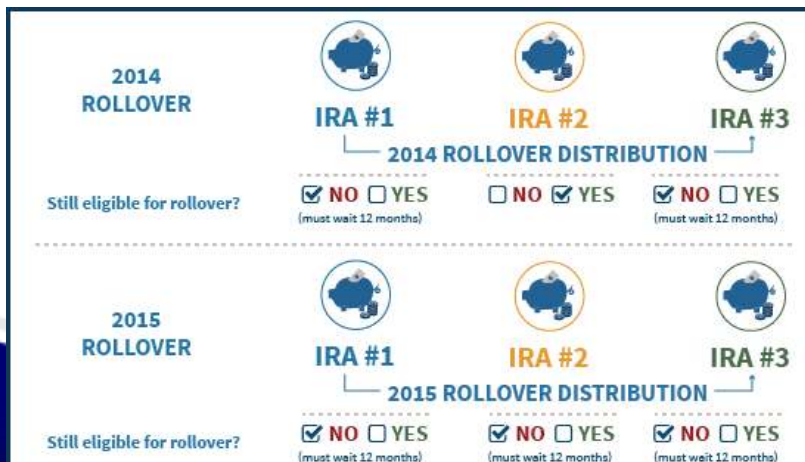 2014
ROLLOVER
IRA #1
IRA #2
IRA #3
2014 ROLLOVER DISTRIBUTION
Still eligible for rollover?
NO YES
(must wait 12 months)
NO YES
NO YES
(must wait 12 months)
2015
ROLLOVER
IRA #1
IRA #2
IRA #3
2015 ROLLOVER DISTRIBUTION
Still eligible for rollover?
NO YES
(must wait 12 months)
NO YES
(must wait 12 months)
NO YES
(must wait 12 months)